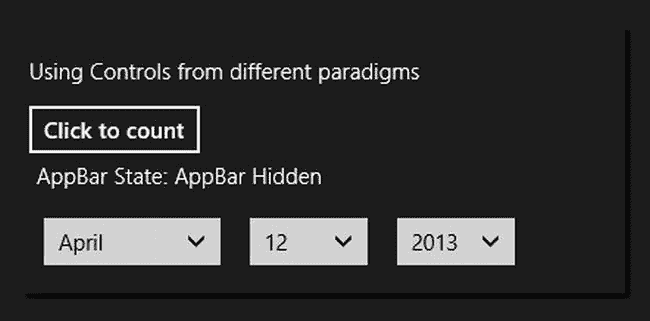 Using Controls from different paradigms
Click to count
AppBar State: AppBar Hidden
April 12 2013